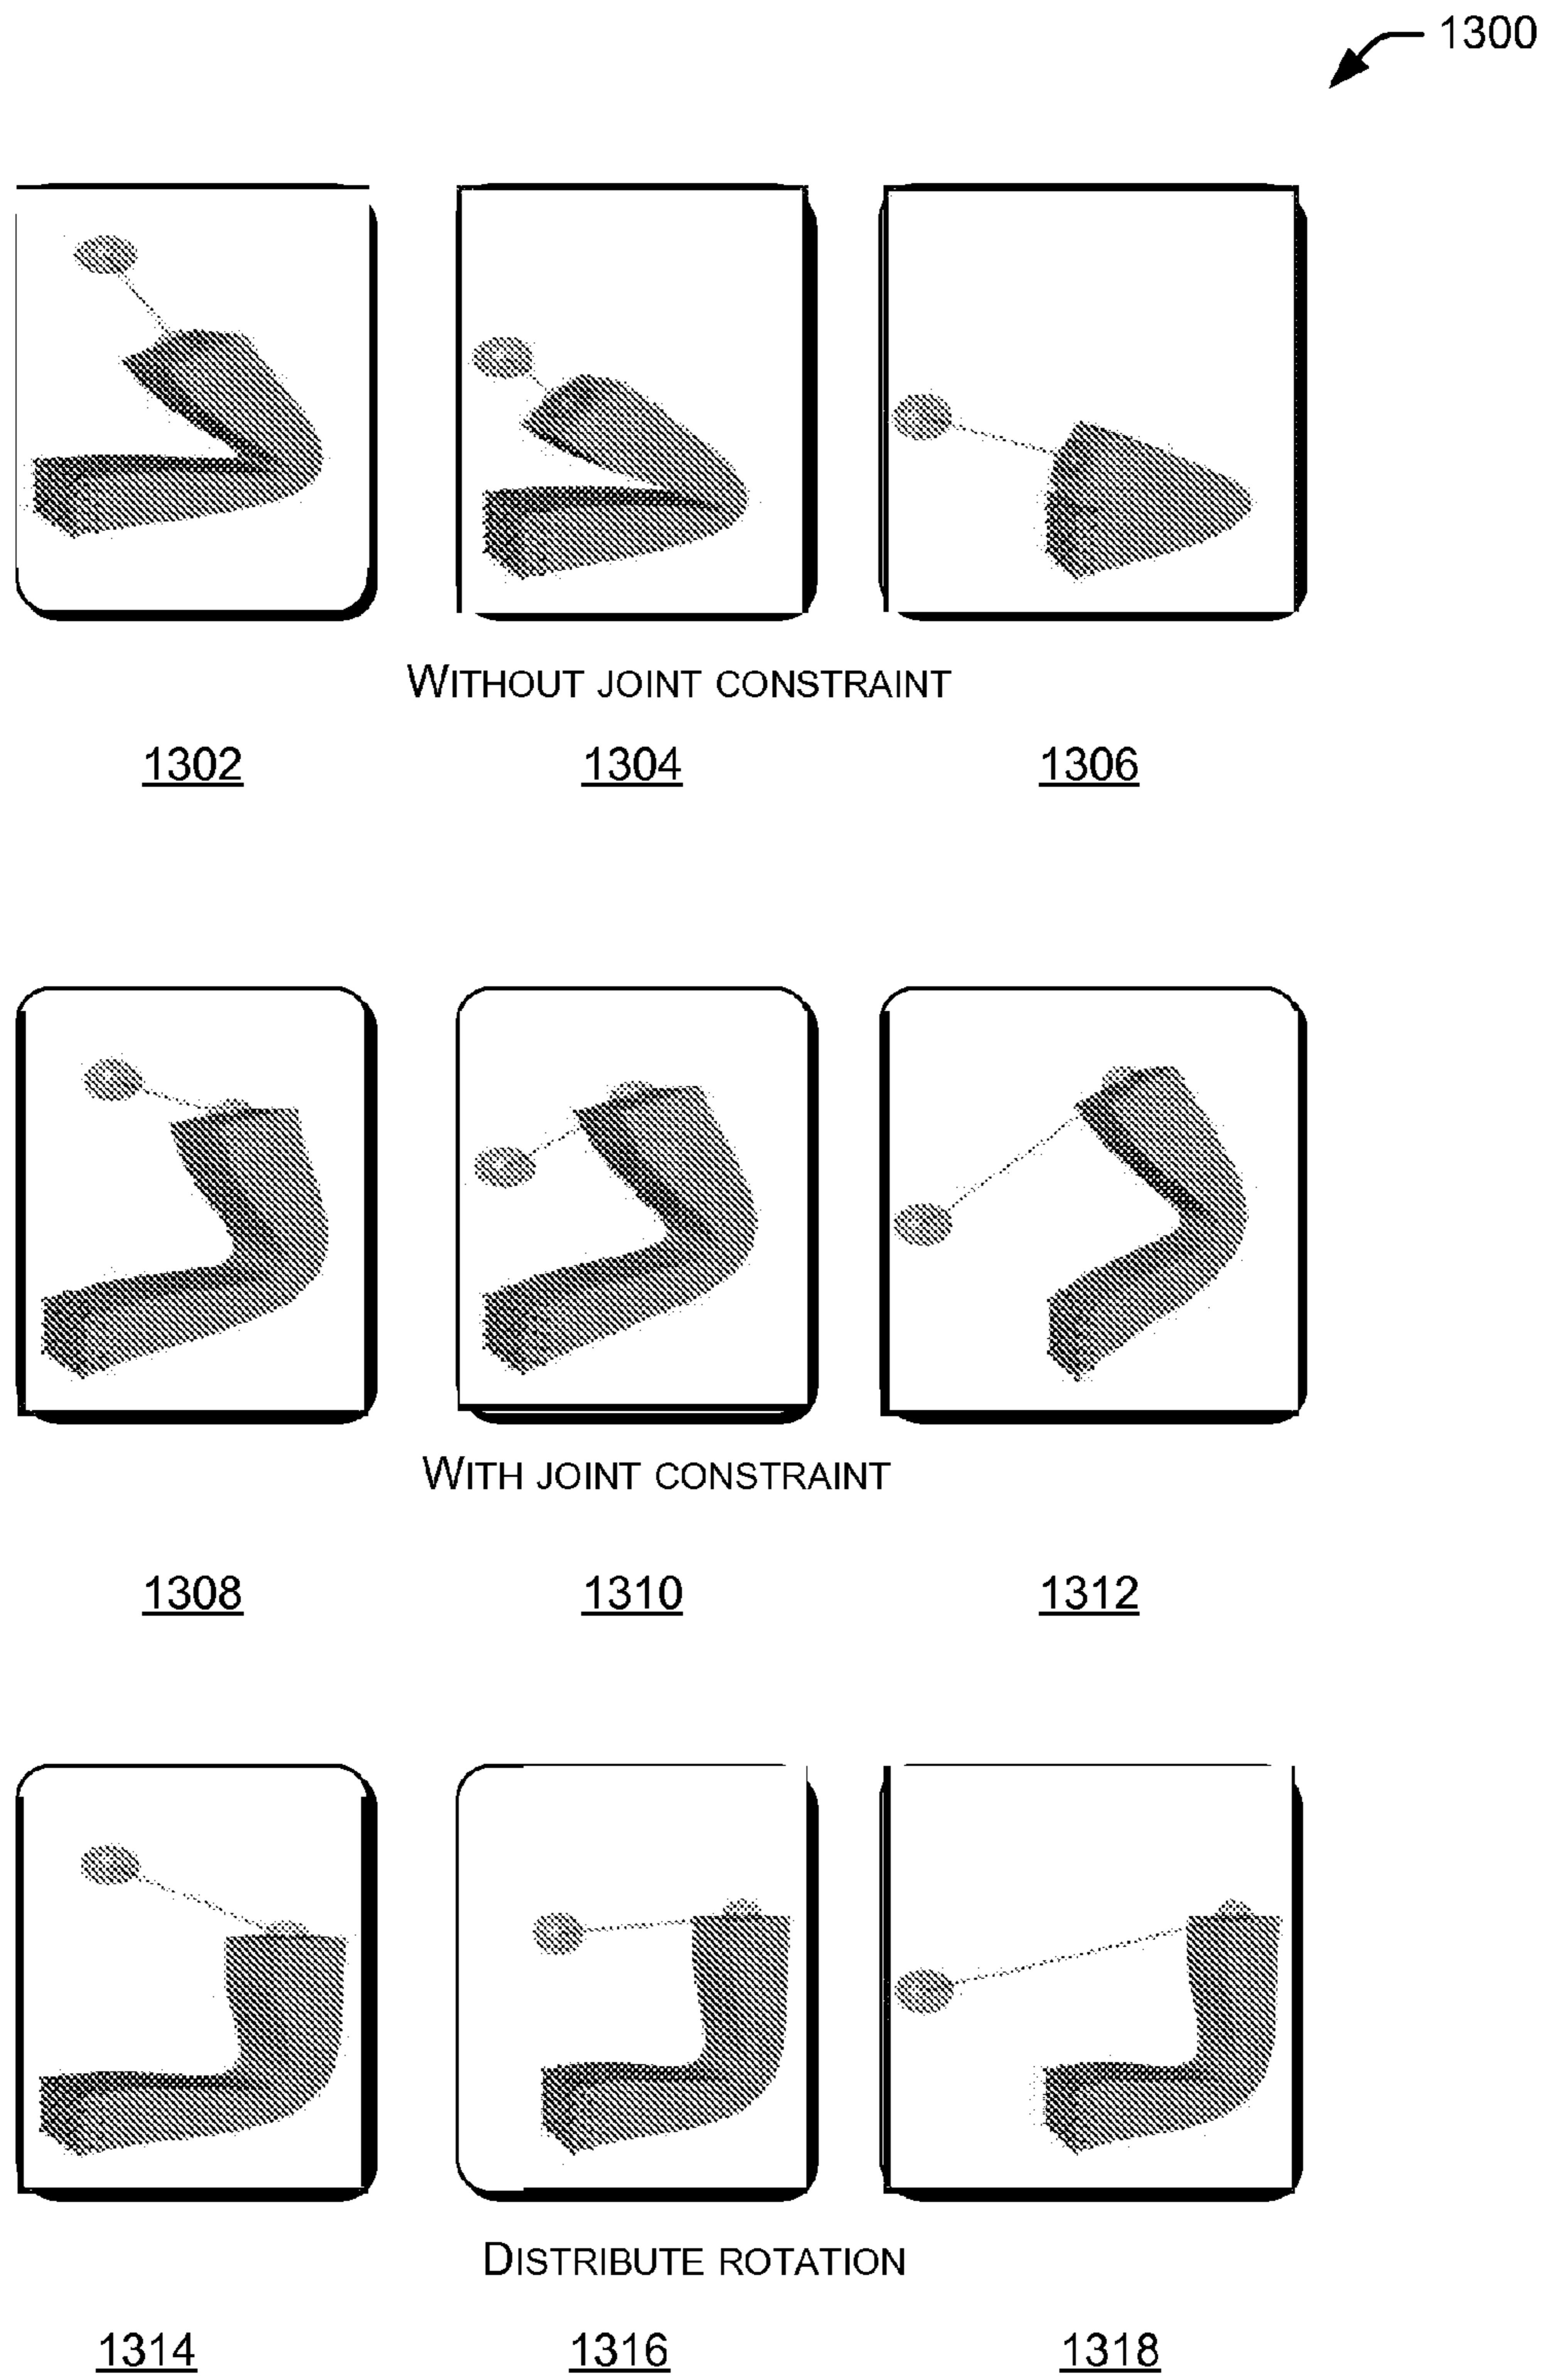 1300
WITHOUT JOINT CONSTRAINT
1302 1304 1306
WITH JOINT CONSTRAINT
1308 1310 1312
DISTRIBUTE ROTATION
1314 1316 1318